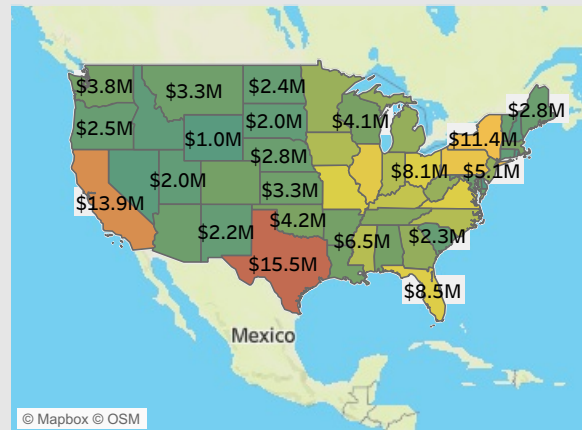 $3.8M
$3.3M
$2.4M
$2.8M
$2.5M
$1.0M
$2.0M
$4.1M
$11.4M
$2.0M
$2.8M
$8.1M
$5.1M
$13.9M
$3.3M
$2.2M
$4.2M
$6.5M
$2.3M
$15.5M
$8.5M
Mexico
© Mapbox © OSM